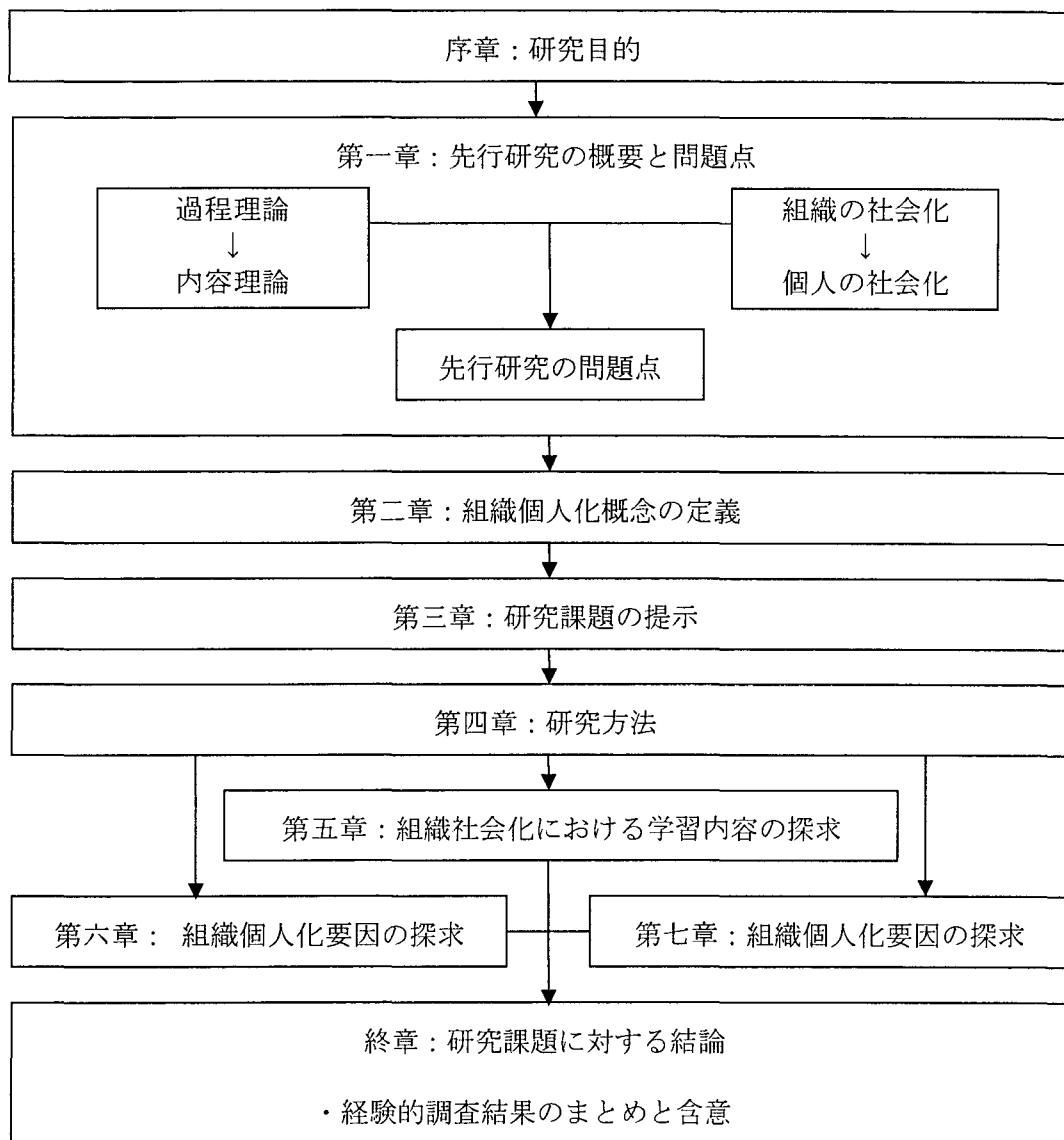 序章：研究目的
第一章：先行研究の概要と問題点
過程理論
↓
内容理論
組織の社会化
↓
個人の社会化
先行研究の問題点
第二章：組織個人化概念の定義
第三章：研究課題の提示
第四章：研究方法
第五章：組織社会化における学習内容の探求
第六章： 組織個人化要因の探求
第七章：組織個人化要因の探求
終章：研究課題に対する結論
・経験的調査結果のまとめと含意